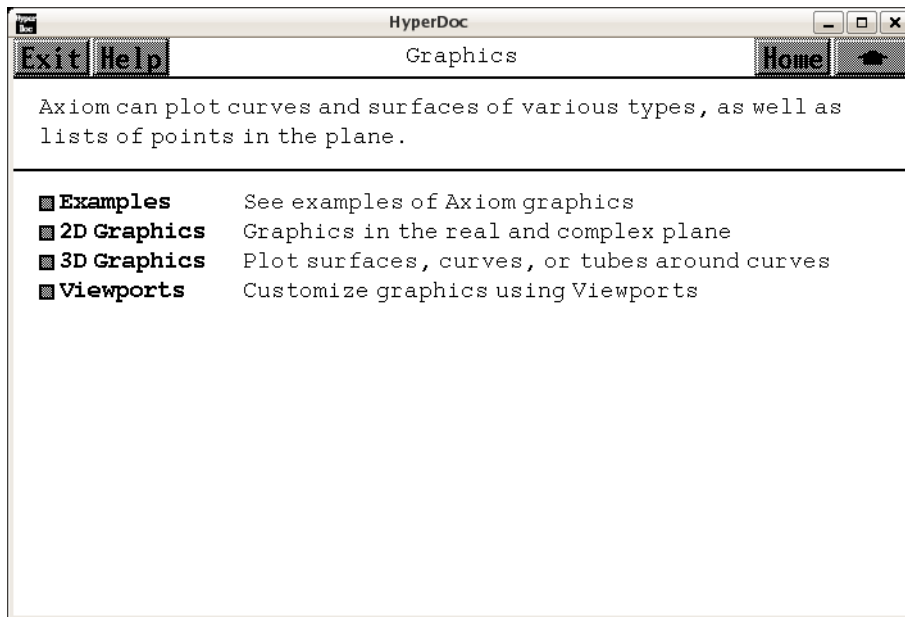 Hyper Doc HyperDoc
Exit Help Graphics Home
Axiom can plot curves and surfaces of various types, as well as
lists of points in the plane.
Examples See examples of Axiom graphics
2D Graphics Graphics in the real and complex plane
3D Graphics Plot surfaces, curves, or tubes around curves
Viewports Customize graphics using Viewports